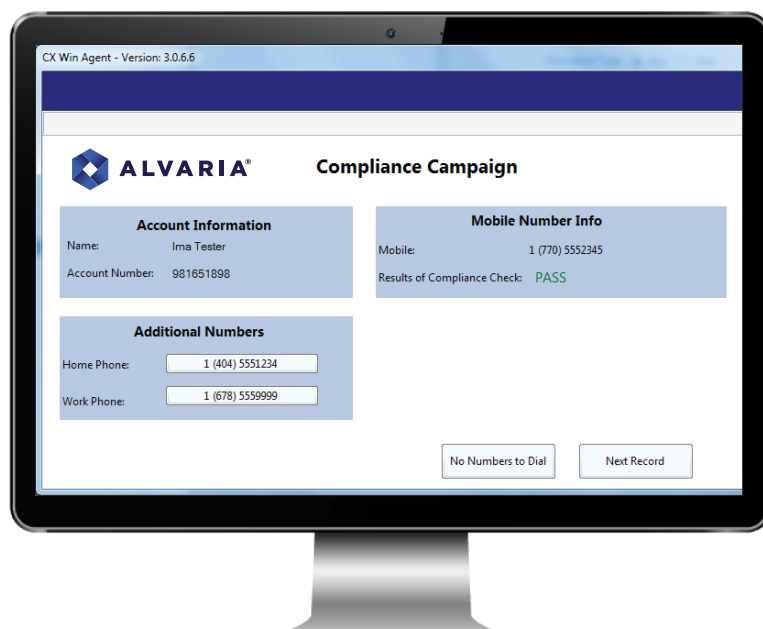 CX Win Agent - Version: 3.0.6.6
ALVARIA®
Compliance Campaign
Account Information
Name: Ima Tester
Account Number: 981651898
Mobile Number Info
Mobile: 1 (770) 5552345
Results of Compliance Check: PASS
Additional Numbers
Home Phone: 1 (404) 5551234
Work Phone: 1 (678) 5559999
No Numbers to Dial
Next Record